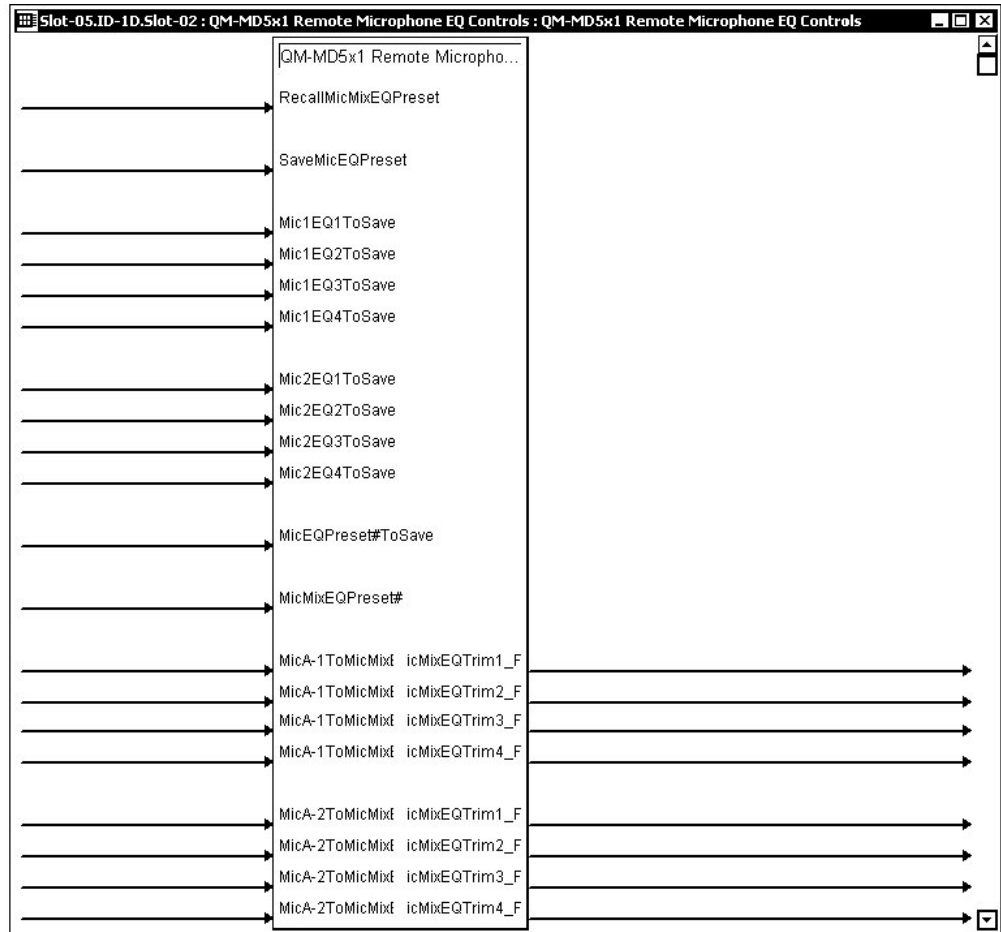 Slot-05.ID-1D.Slot-02 : QM-MD5x1 Remote Microphone EQ Controls : QM-MD5x1 Remote Microphone EQ Controls
QM-MD5x1 Remote Micropho...
RecallMicMixEQPreset
SaveMicEQPreset
Mic1EQ1ToSave
Mic1EQ2ToSave
Mic1EQ3ToSave
Mic1EQ4ToSave
Mic2EQ1ToSave
Mic2EQ2ToSave
Mic2EQ3ToSave
Mic2EQ4ToSave
MicEQPreset#ToSave
MicMixEQPreset#
MicA-1ToMicMixE icMixEQTrim1_F
MicA-1ToMicMixE icMixEQTrim2_F
MicA-1ToMicMixE icMixEQTrim3_F
MicA-1ToMicMixE icMixEQTrim4_F
MicA-2ToMicMixE icMixEQTrim1_F
MicA-2ToMicMixE icMixEQTrim2_F
MicA-2ToMicMixE icMixEQTrim3_F
MicA-2ToMicMixE icMixEQTrim4_F